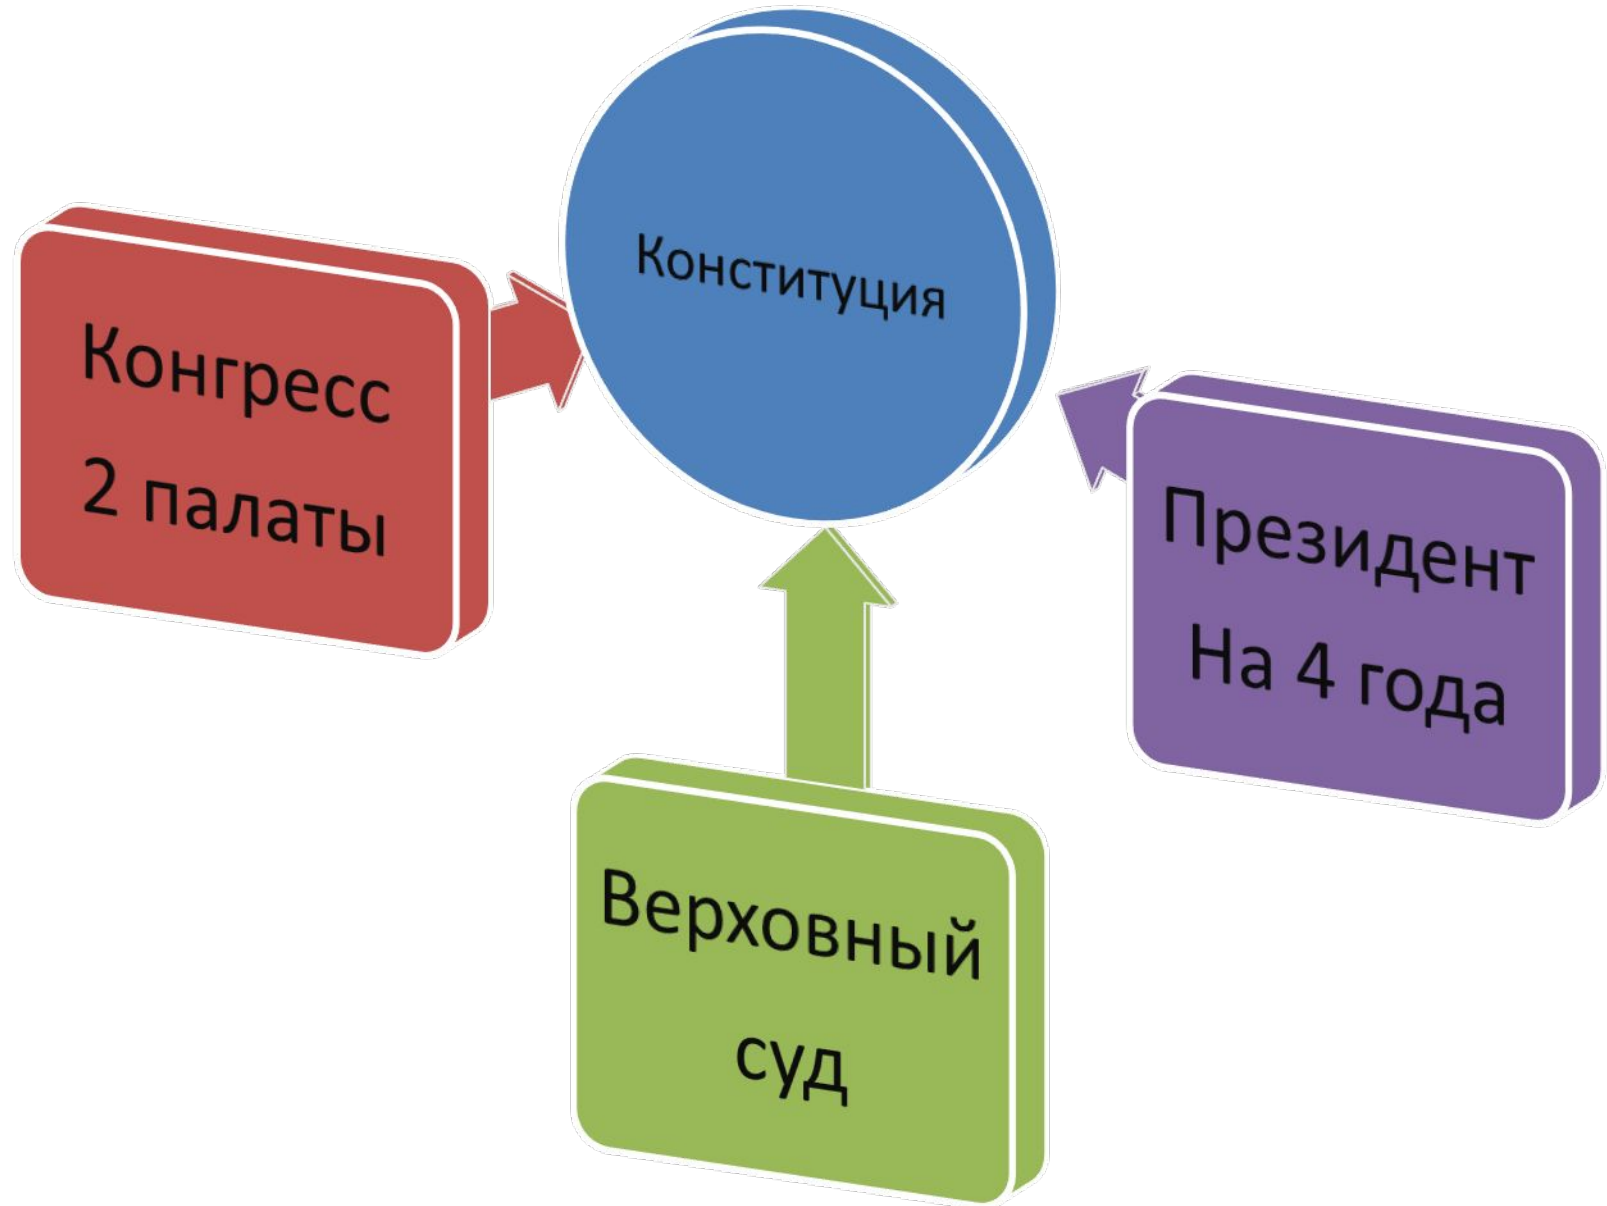 Конституция
Конгресс
2 палаты
Президент
На 4 года
Верховный
суд